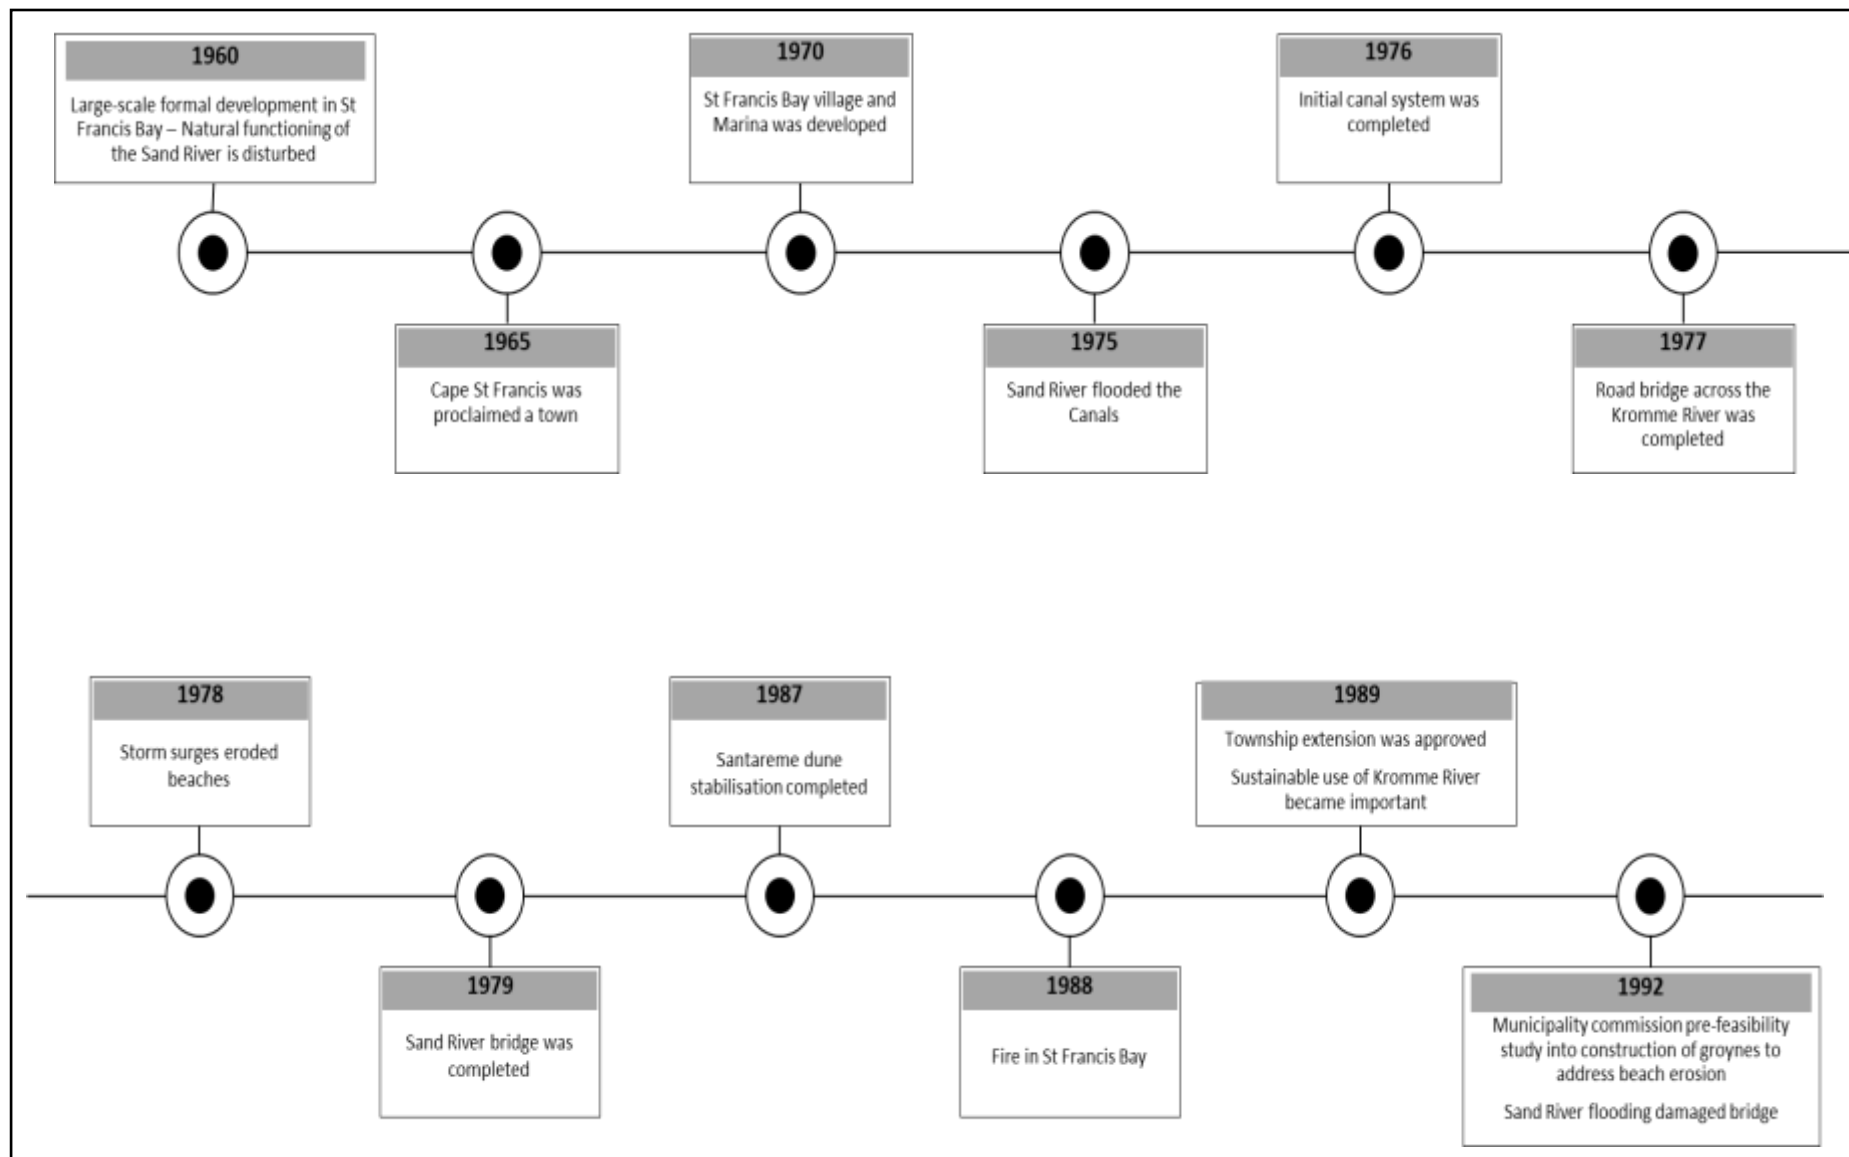 1960
Large-scale formal development in St
Francis Bay – Natural functioning of
the Sand River is disturbed
1965
Cape St Francis was
proclaimed a town
1970
St Francis Bay village and
Marina was developed
1975
Sand River flooded the
Canals
1976
Initial canal system was
completed
1977
Road bridge across the
Kromme River was
completed
1978
Storm surges eroded
beaches
1979
Sand River bridge was
completed
1987
Santareme dune
stabilisation completed
1988
Fire in St Francis Bay
1989
Township extension was approved
Sustainable use of Kromme River
became important
1992
Municipality commission pre-feasibility
study into construction of groynes to
address beach erosion
Sand River flooding damaged bridge